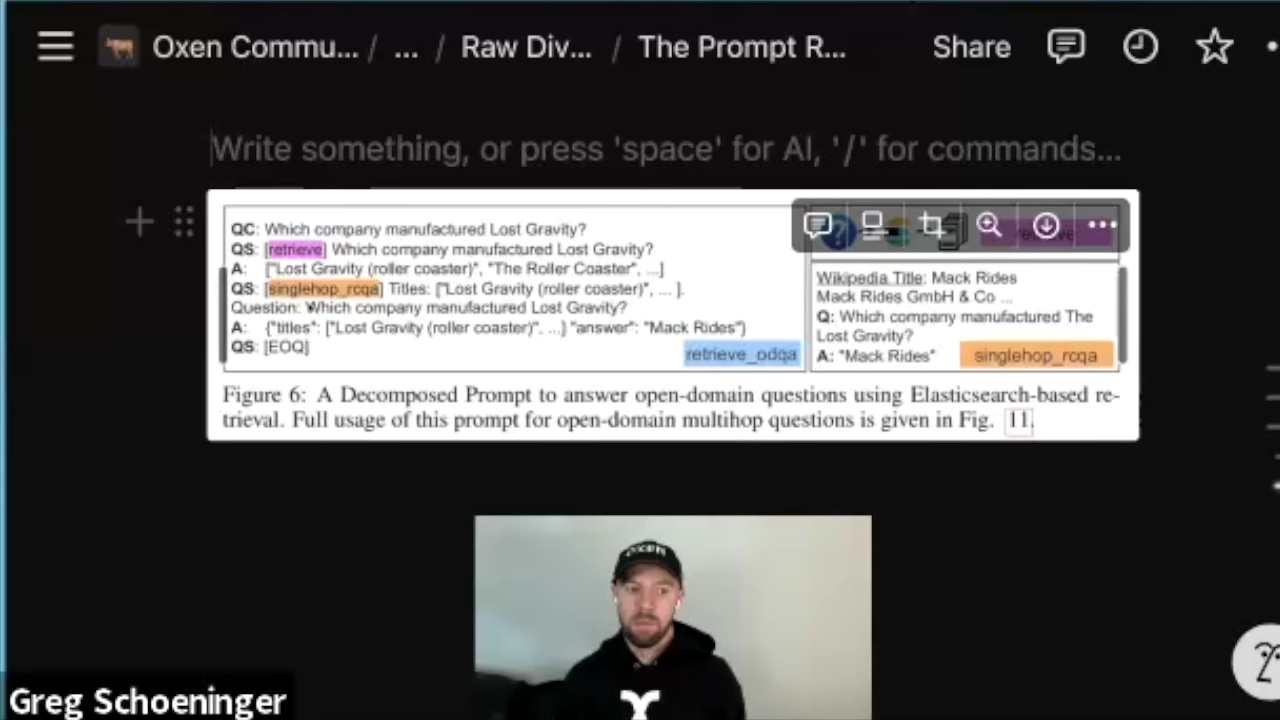 Oxen Commu... / ... / Raw Div... / The Prompt R... Share
Write something, or press 'space' for AI, '/' for commands...
QC: Which company manufactured Lost Gravity?
QS: [retrieve] Which company manufactured Lost Gravity?
A: ["Lost Gravity (roller coaster)", "The Roller Coaster", ...]
QS: [singlehop_rcqa] Titles: ["Lost Gravity (roller coaster)", ... ].
Question: Which company manufactured Lost Gravity?
A: {"titles": ["Lost Gravity (roller coaster)", ...] "answer": "Mack Rides"}
QS: [EOQ]
retrieve_odqa
Wikipedia Title: Mack Rides
Mack Rides GmbH & Co ...
Q: Which company manufactured The
Lost Gravity?
A: "Mack Rides"
singlehop_rcqa
Figure 6: A Decomposed Prompt to answer open-domain questions using Elasticsearch-based re-
trieval. Full usage of this prompt for open-domain multihop questions is given in Fig. 11.
OXEN
Greg Schoeninger